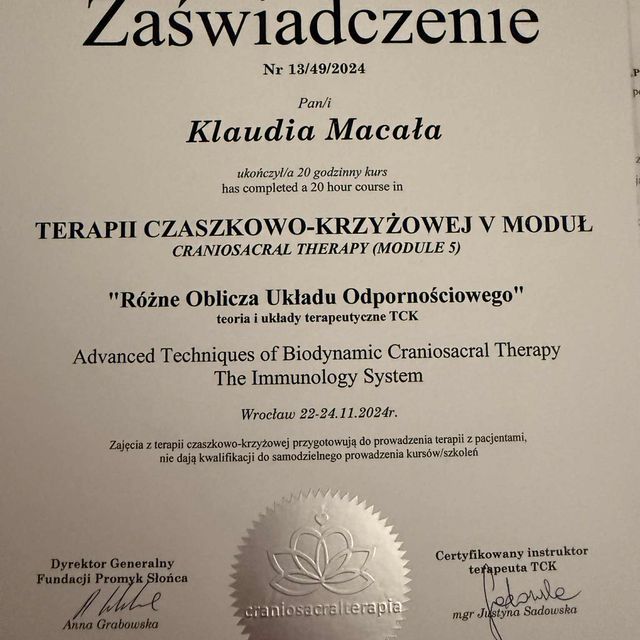 Zaświadczenie
Nr 13/49/2024
Pan/i
Klaudia Macała
ukończył/a 20 godzinny kurs
has completed a 20 hour course in
TERAPII CZASZKOWO-KRZYŻOWEJ V MODUŁ
CRANIOSACRAL THERAPY (MODULE 5)
"Różne Oblicza Układu Odpornościowego"
teoria i układy terapeutyczne TCK
Advanced Techniques of Biodynamic Craniosacral Therapy
The Immunology System
Wrocław 22-24.11.2024r.
Zajęcia z terapii czaszkowo-krzyżowej przygotowują do prowadzenia terapii z pacjentami,
nie dają kwalifikacji do samodzielnego prowadzenia kursów/szkoleń
Dyrektor Generalny
Fundacji Promyk Słońca
Anna Grabowska
craniosacralterapia
Certyfikowany instruktor
terapeuta TCK
mgr Justyna Sadowska